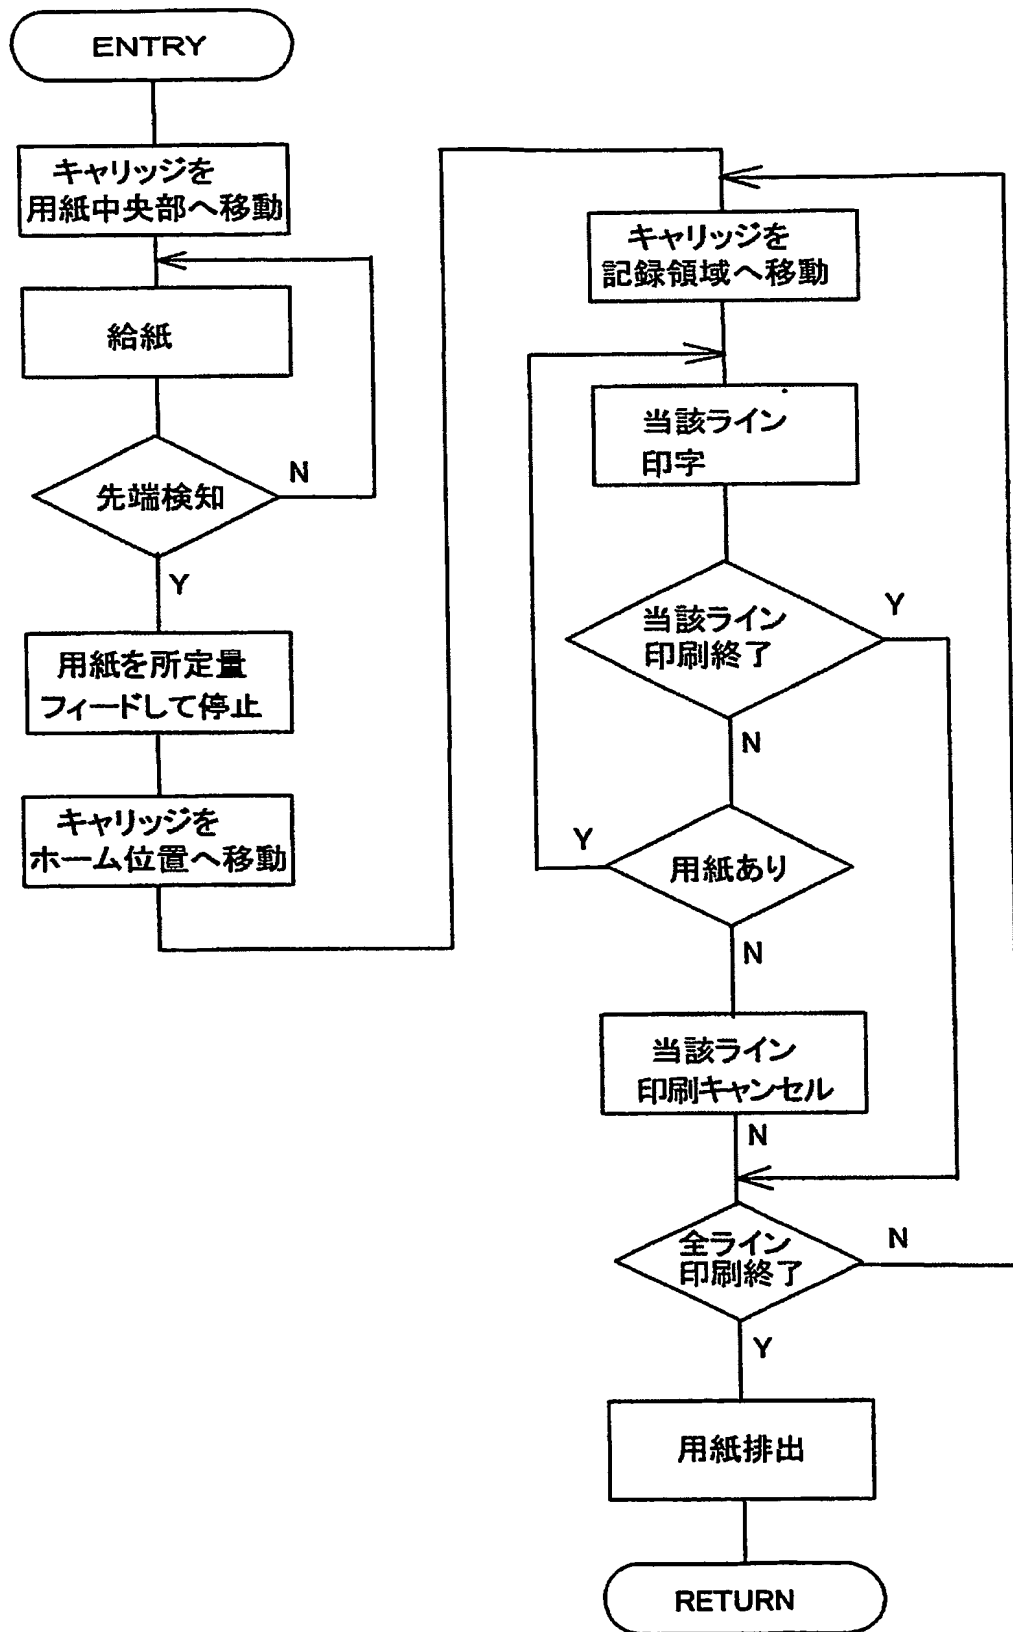 ENTRY
キャリッジを
用紙中央部へ移動
給紙
先端検知
N
Y
用紙を所定量
フィードして停止
キャリッジを
ホーム位置へ移動
キャリッジを
記録領域へ移動
当該ライン
印字
当該ライン
印刷終了
Y
N
用紙あり
Y
N
当該ライン
印刷キャンセル
N
全ライン
印刷終了
N
Y
用紙排出
RETURN